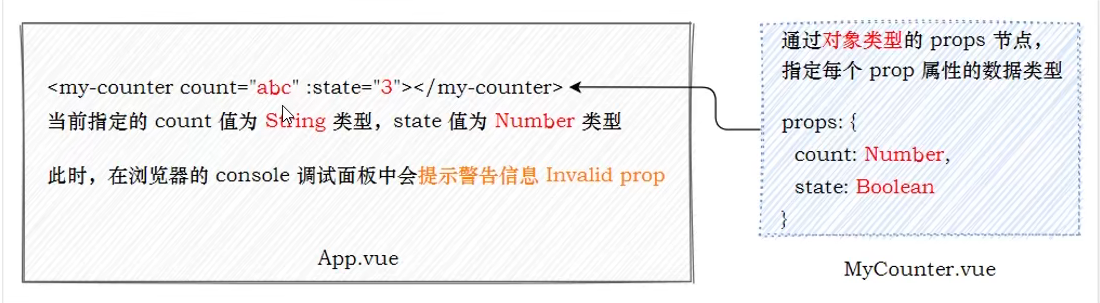 <my-counter count="abc" :state="3"></my-counter>
当前指定的 count 值为 String 类型，state 值为 Number 类型
此时，在浏览器的 console 调试面板中会提示警告信息 Invalid prop
App.vue
通过对象类型的 props 节点，
指定每个 prop 属性的数据类型
props: {
count: Number,
state: Boolean
}
MyCounter.vue